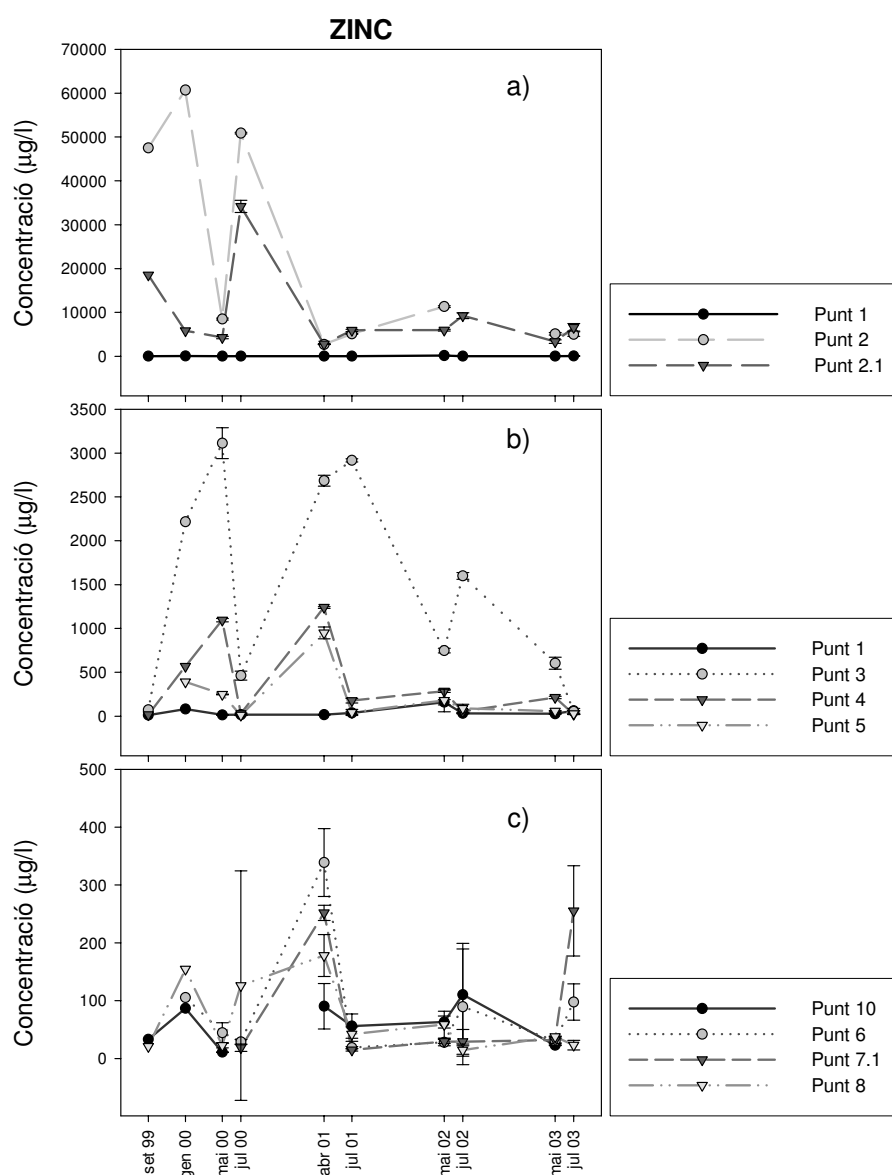 ZINC
a)
Concentració (µg/l)
70000
60000
50000
40000
30000
20000
10000
0
Punt 1
Punt 2
Punt 2.1
b)
Concentració (µg/l)
3500
3000
2500
2000
1500
1000
500
0
Punt 1
Punt 3
Punt 4
Punt 5
c)
Concentració (µg/l)
500
400
300
200
100
0
Punt 10
Punt 6
Punt 7.1
Punt 8
set 99
gen 00
mai 00
jul 00
abr 01
jul 01
mai 02
jul 02
mai 03
jul 03